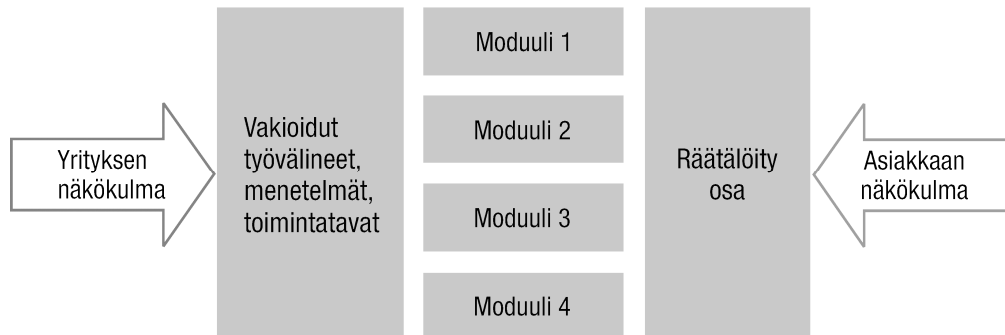 Yrityksen
näkökulma
Vakioidut
työvälineet,
menetelmät,
toimintatavat
Moduuli 1
Moduuli 2
Moduuli 3
Moduuli 4
Räätälöity
osa
Asiakkaan
näkökulma